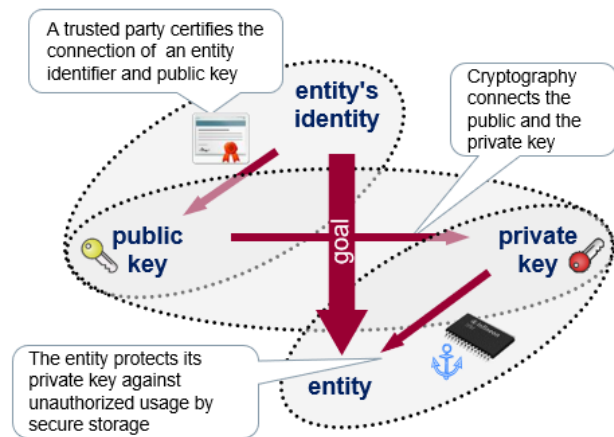 A trusted party certifies the
connection of an entity
identifier and public key
entity's
identity
Cryptography
connects the
public and the
private key
public
key
goal
private
key
The entity protects its
private key against
unauthorized usage by
secure storage
entity